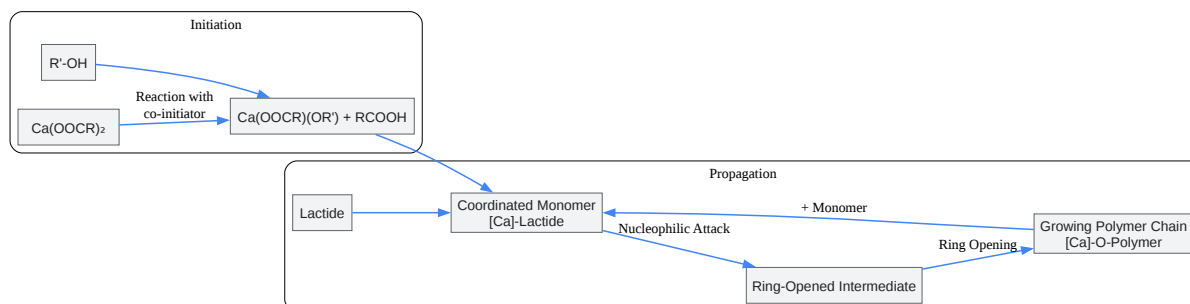 Initiation
R'-OH
Reaction with
co-initiator
Ca(OOCR)₂
Ca(OOCR)(OR') + RCOOH
Propagation
Lactide
Coordinated Monomer
[Ca]-Lactide
+ Monomer
Nucleophilic Attack
Growing Polymer Chain
[Ca]-O-Polymer
Ring Opening
Ring-Opened Intermediate